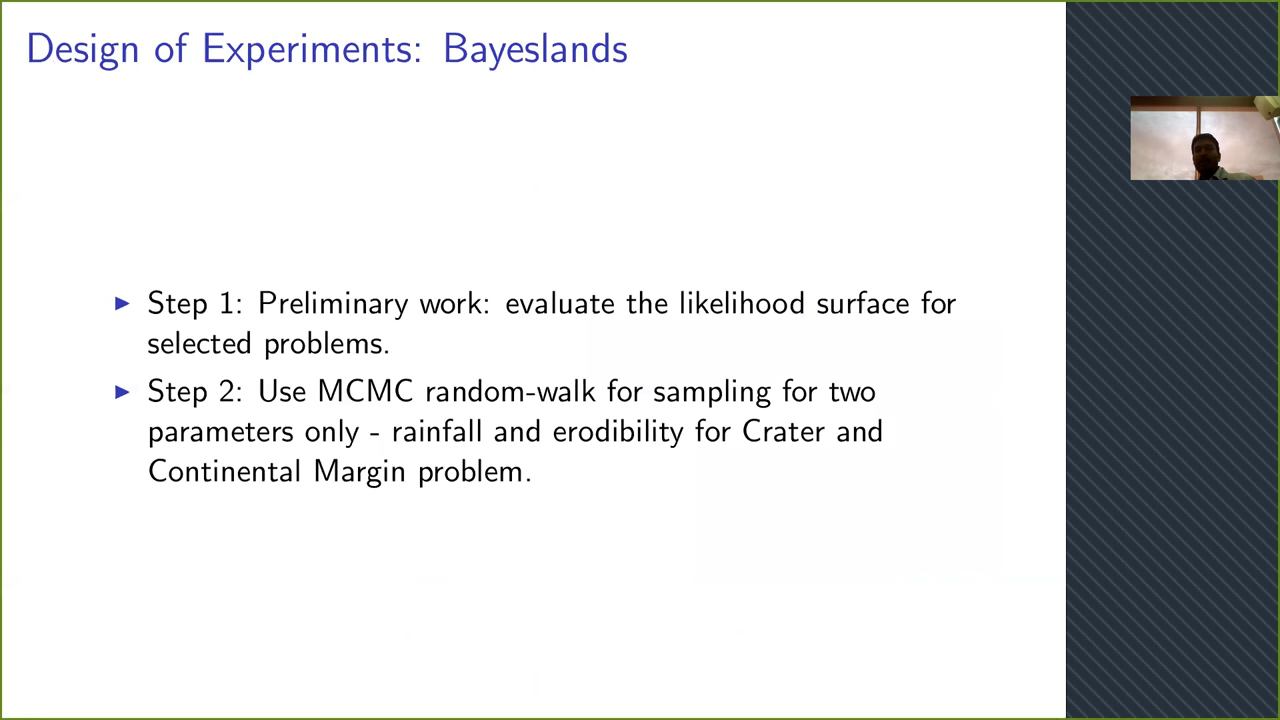 Design of Experiments: Bayeslands
▶ Step 1: Preliminary work: evaluate the likelihood surface for
selected problems.
▶ Step 2: Use MCMC random-walk for sampling for two
parameters only - rainfall and erodibility for Crater and
Continental Margin problem.